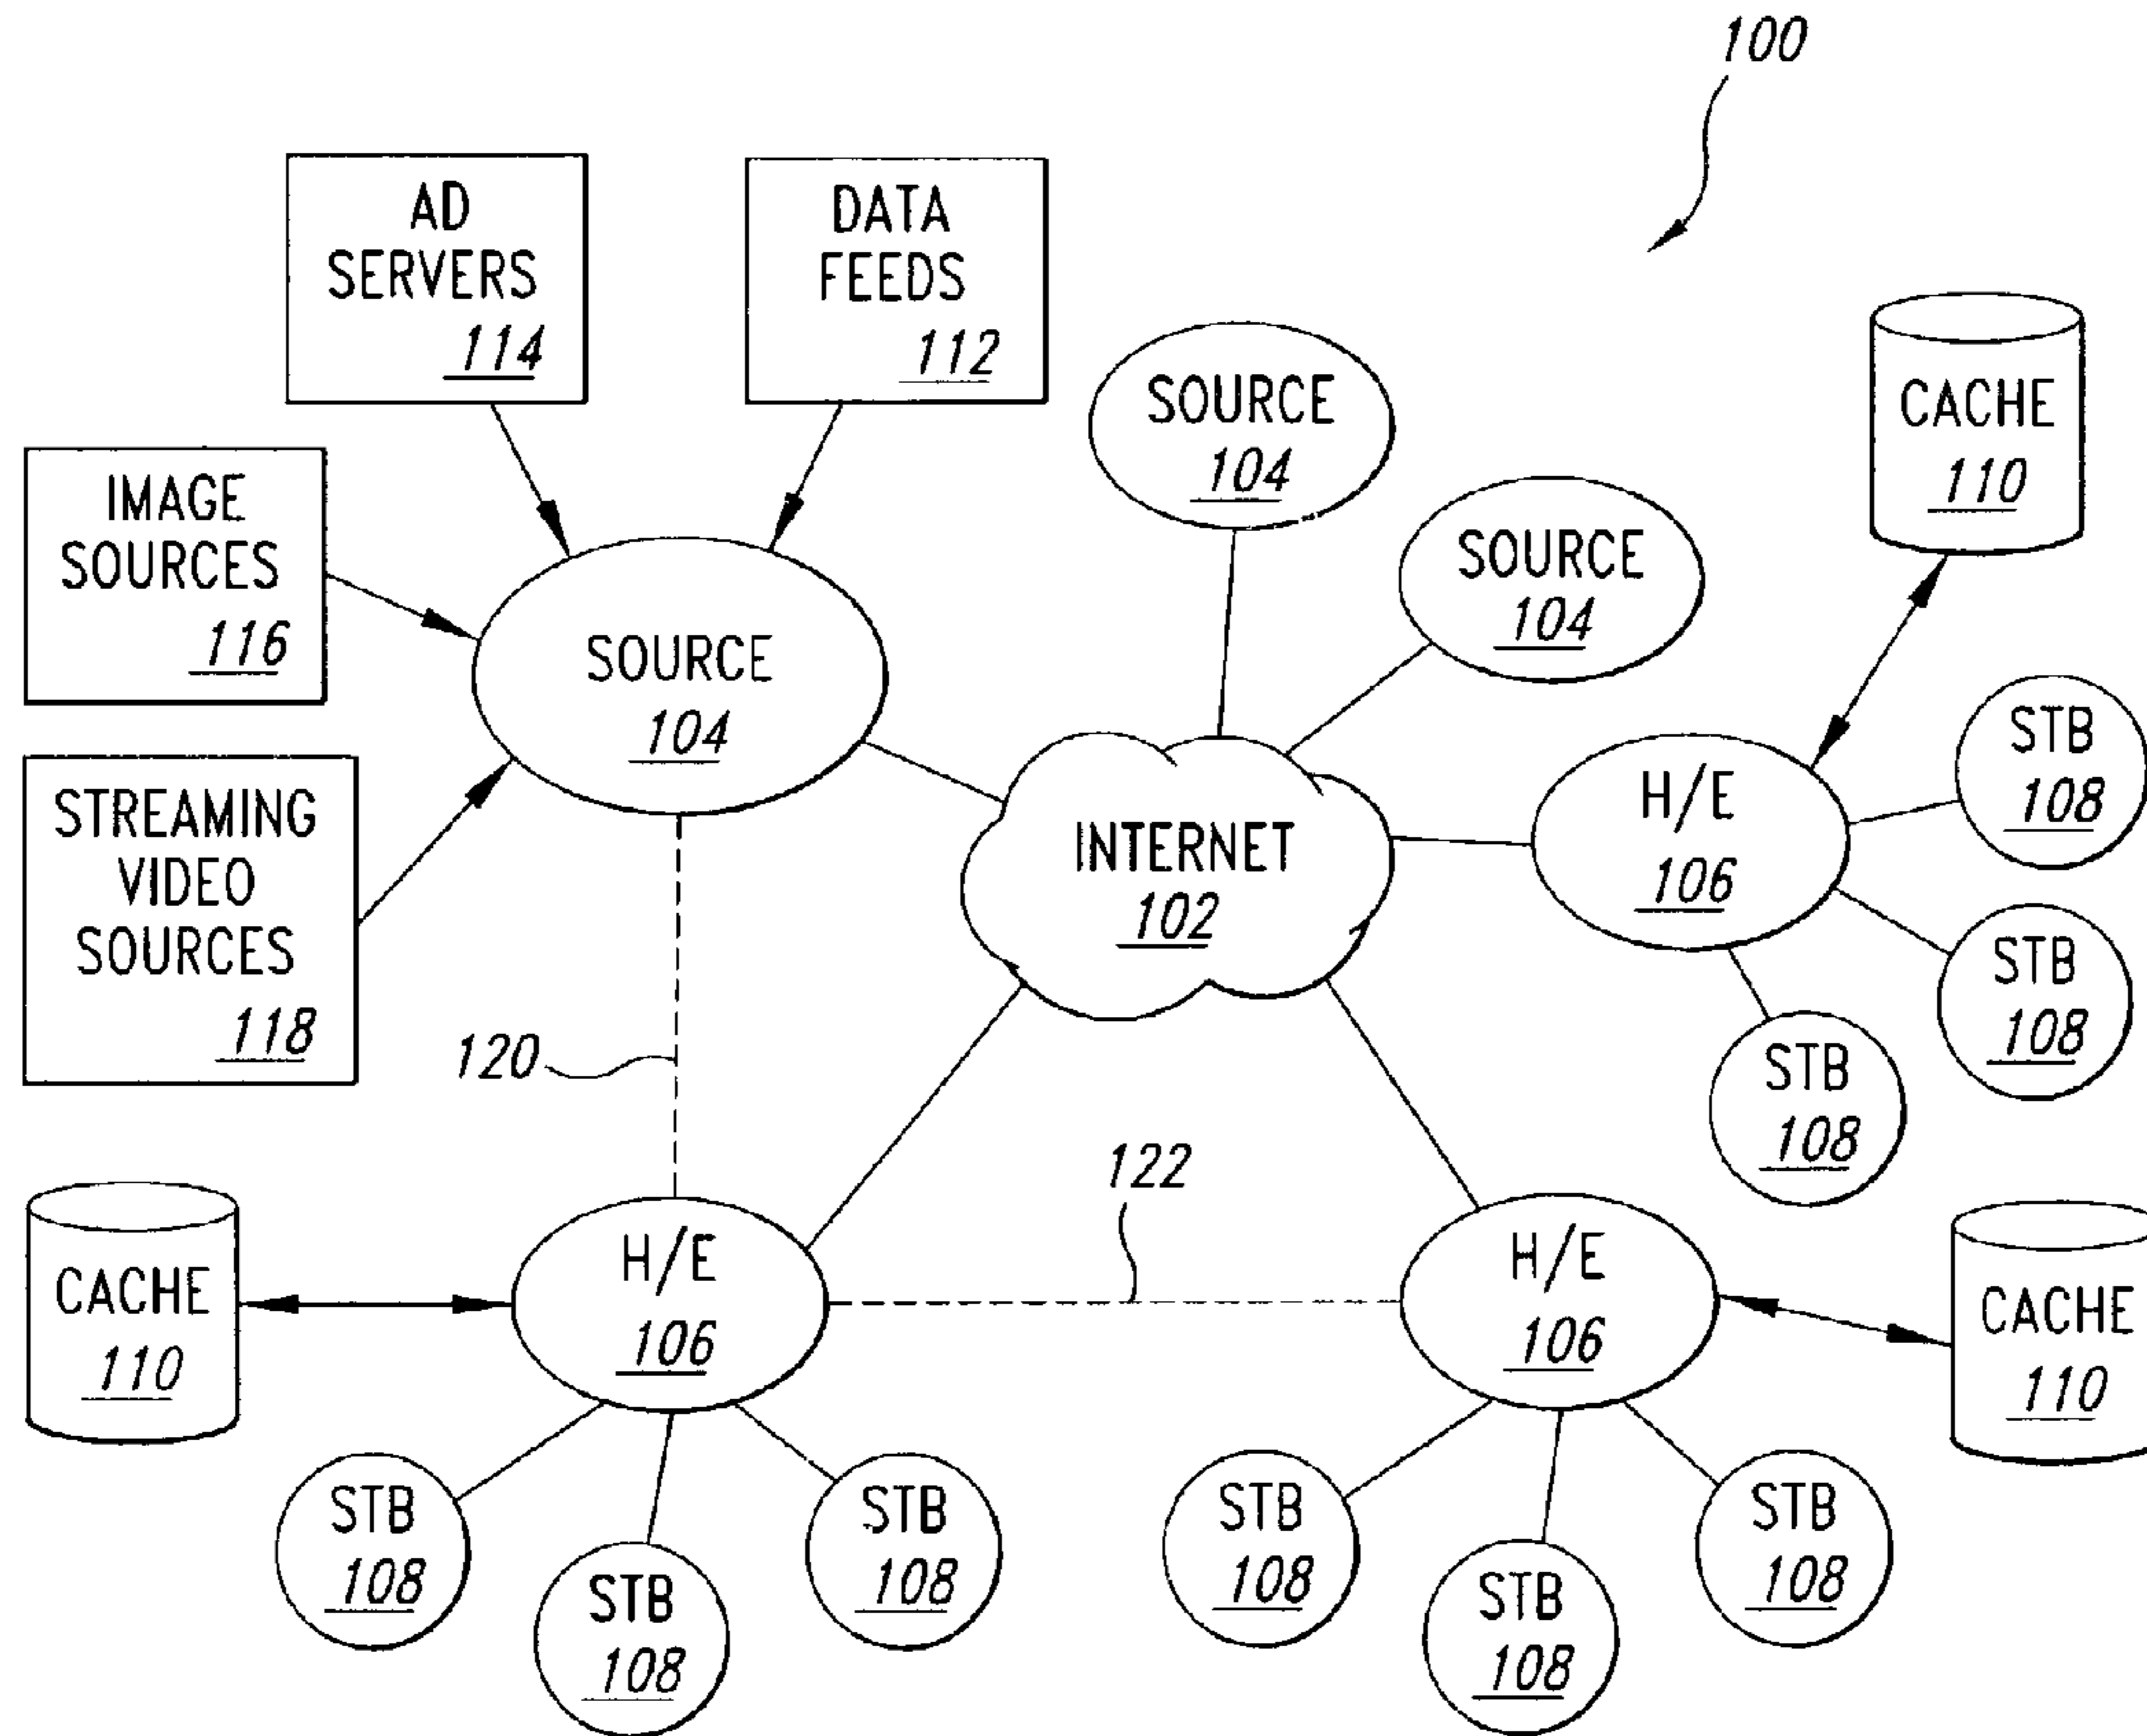 100
AD
SERVERS
114
DATA
FEEDS
112
SOURCE
104
CACHE
110
IMAGE
SOURCES
116
SOURCE
104
SOURCE
104
STB
108
H/E
106
STREAMING
VIDEO
SOURCES
118
INTERNET
102
STB
108
STB
108
120
122
CACHE
110
H/E
106
H/E
106
CACHE
110
STB
108
STB
108
STB
108
STB
108
STB
108
STB
108